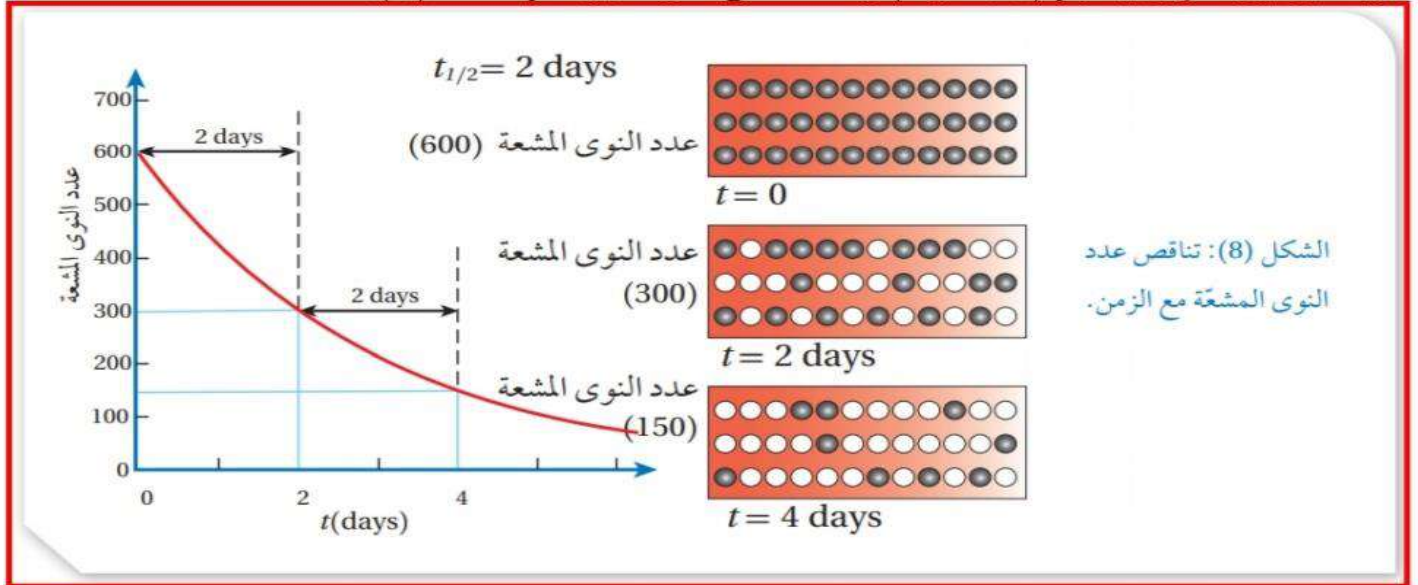 t1/2= 2 days
700
600
500
400
300
200
100
0
عدد النوى المشعة
2 days
2 days
0
2
4
t(days)
عدد النوى المشعة (600)
t = 0
عدد النوى المشعة
(300)
t = 2 days
عدد النوى المشعة
(150)
t = 4 days
الشكل (8): تناقص عدد
النوى المشعّة مع الزمن.